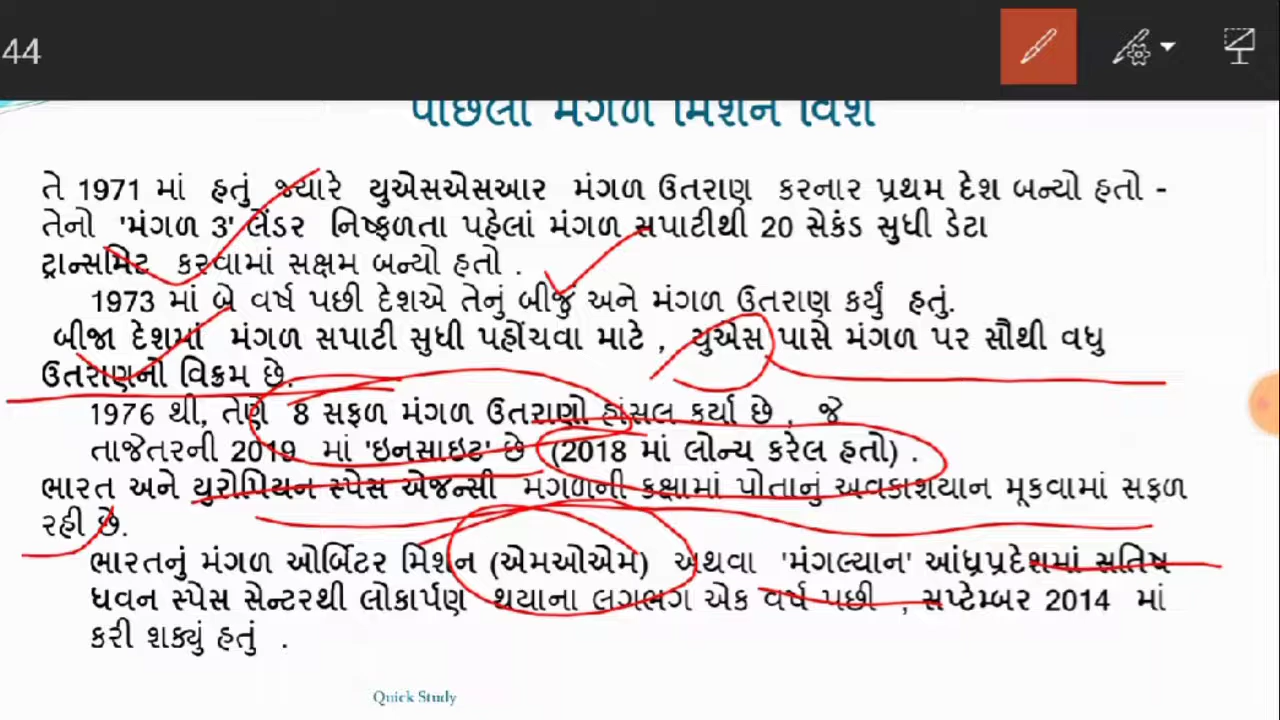 44
પાછલા મંગળ મિશન વિશે
તે 1971 માં હતું જ્યારે યુએસએસઆર મંગળ ઉતરાણ કરનાર પ્રથમ દેશ બન્યો હતો -
તેનો 'મંગળ 3' લેંડર નિષ્ફળતા પહેલાં મંગળ સપાટીથી 20 સેકંડ સુધી ડેટા
ટ્રાન્સમિટ કરવામાં સક્ષમ બન્યો હતો .
1973 માં બે વર્ષ પછી દેશએ તેનું બીજું અને મંગળ ઉતરાણ કર્યું હતું.
બીજા દેશમાં મંગળ સપાટી સુધી પહોંચવા માટે , યુએસ પાસે મંગળ પર સૌથી વધુ
ઉતરાણનો વિક્રમ છે.
1976 થી, તેણે 8 સફળ મંગળ ઉતરાણો હાંસલ કર્યા છે , જે
તાજેતરની 2019 માં 'ઇનસાઇટ' છે (2018 માં લોન્ચ કરેલ હતો) .
ભારત અને યુરોપિયન સ્પેસ એજન્સી મંગળની કક્ષામાં પોતાનું અવકાશયાન મૂકવામાં સફળ
રહી છે.
ભારતનું મંગળ ઓર્બિટર મિશન (એમઓએમ) અથવા 'મંગલ્યાન' આંધ્રપ્રદેશમાં સતિષ
ધવન સ્પેસ સેન્ટરથી લોકાર્પણ થયાના લગભગ એક વર્ષ પછી , સપ્ટેમ્બર 2014 માં
કરી શક્યું હતું .
Quick Study